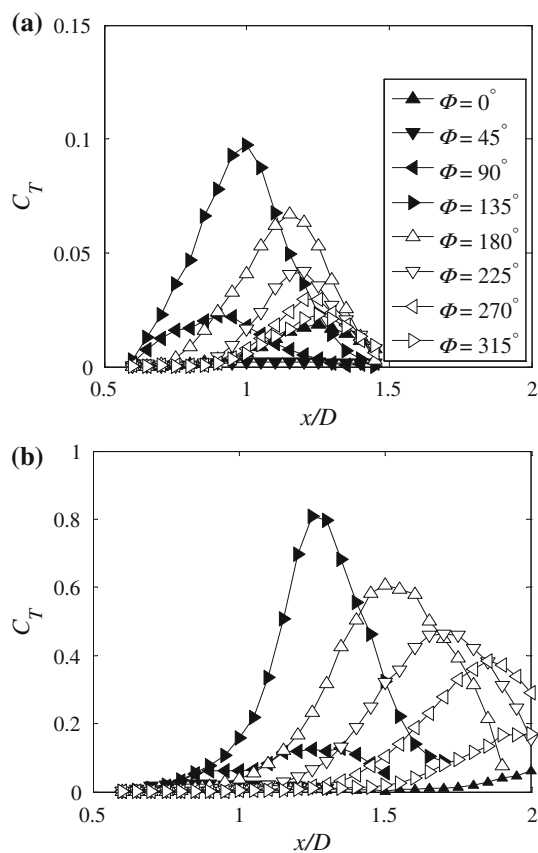 (a)
0.15
0.1
0.05
0
C_T
0.5
1
1.5
2
x/D
Φ = 0°
Φ = 45°
Φ = 90°
Φ = 135°
Φ = 180°
Φ = 225°
Φ = 270°
Φ = 315°
(b)
1
0.8
0.6
0.4
0.2
0
C_T
0.5
1
1.5
2
x/D